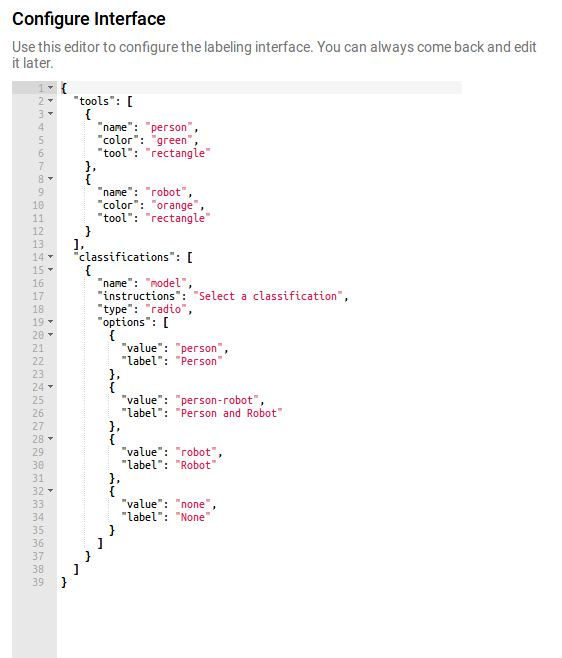 Configure Interface
Use this editor to configure the labeling interface. You can always come back and edit
it later.
1 {
2 "tools": [
3 {
4 "name": "person",
5 "color": "green",
6 "tool": "rectangle"
7 },
8 {
9 "name": "robot",
10 "color": "orange",
11 "tool": "rectangle"
12 }
13 ],
14 "classifications": [
15 {
16 "name": "model",
17 "instructions": "Select a classification",
18 "type": "radio",
19 "options": [
20 {
21 "value": "person",
22 "label": "Person"
23 },
24 {
25 "value": "person-robot",
26 "label": "Person and Robot"
27 },
28 {
29 "value": "robot",
30 "label": "Robot"
31 },
32 {
33 "value": "none",
34 "label": "None"
35 }
36 ]
37 }
38 ]
39 }